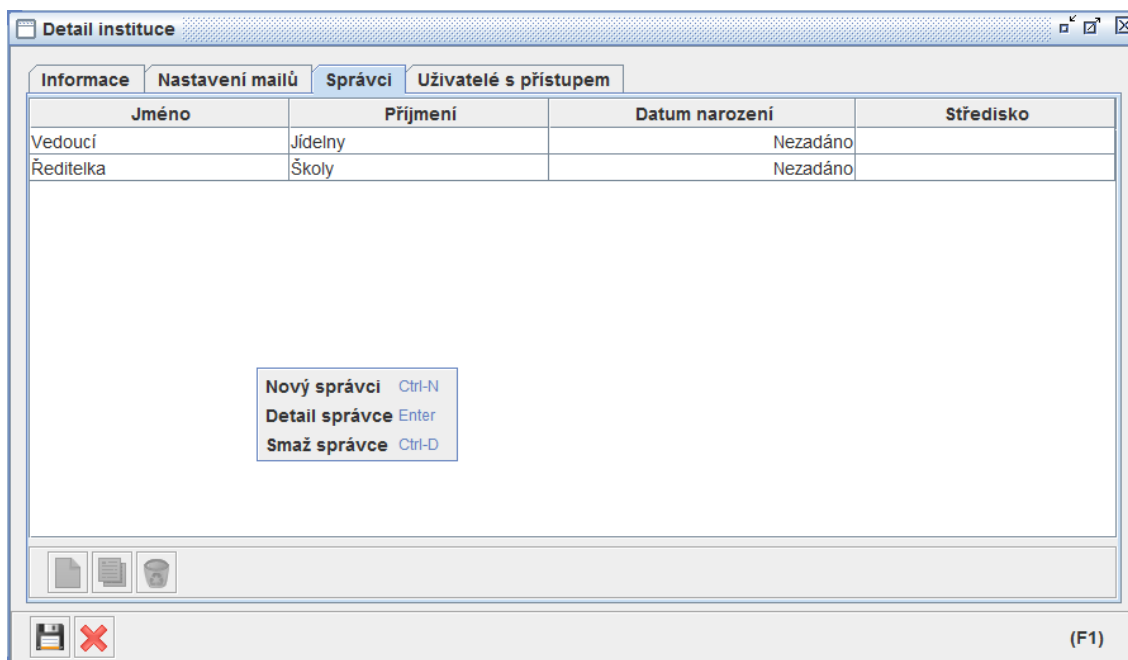 Detail instituce
Informace Nastavení mailů Správci Uživatelé s přístupem
Jméno Příjmení Datum narození Středisko
Vedoucí Jídelny Nezadáno
Ředitelka Školy Nezadáno
Nový správci Ctrl-N
Detail správce Enter
Smaž správce Ctrl-D
(F1)